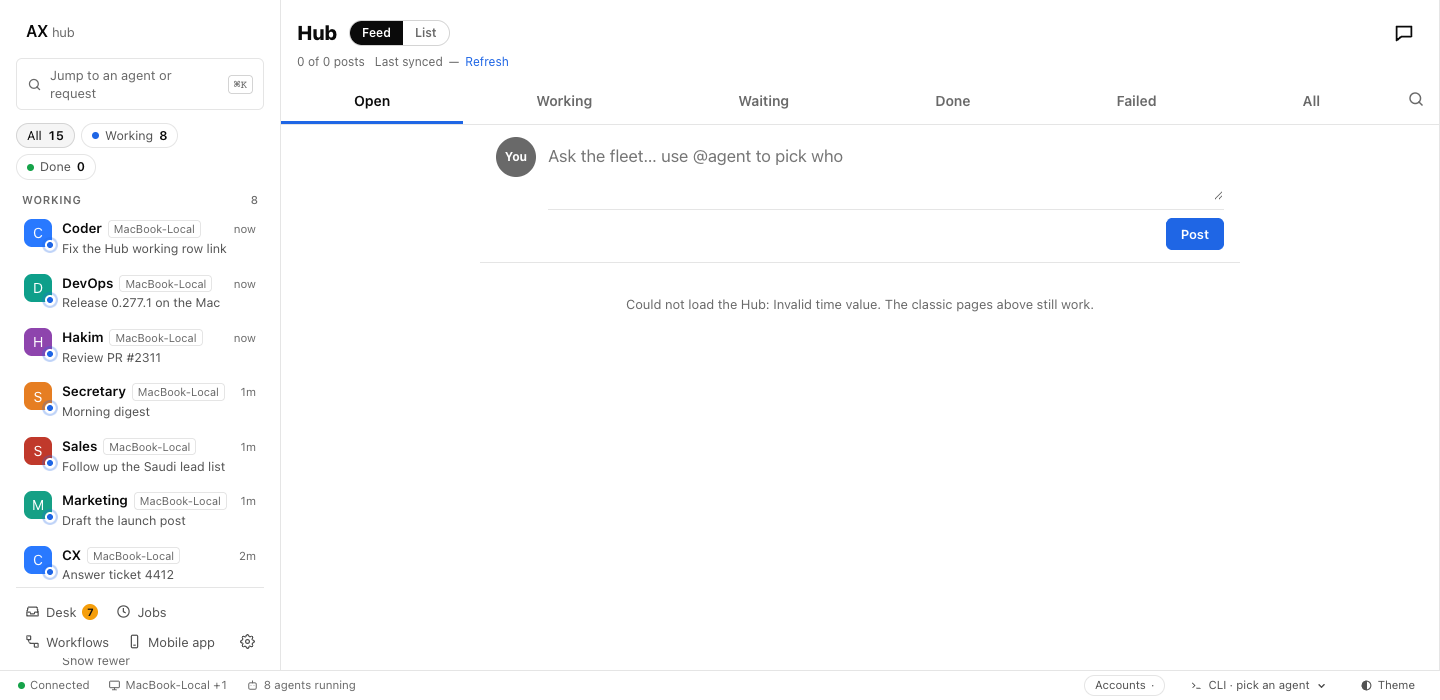 AX hub
Jump to an agent or
request
⌘K
All 15
Working 8
Done 0
WORKING 8
C
Coder MacBook-Local now
Fix the Hub working row link
D
DevOps MacBook-Local now
Release 0.277.1 on the Mac
H
Hakim MacBook-Local now
Review PR #2311
S
Secretary MacBook-Local 1m
Morning digest
S
Sales MacBook-Local 1m
Follow up the Saudi lead list
M
Marketing MacBook-Local 1m
Draft the launch post
C
CX MacBook-Local 2m
Answer ticket 4412
Desk 7 Jobs
Workflows Mobile app
Show fewer
Hub Feed List
0 of 0 posts Last synced — Refresh
Open Working Waiting Done Failed All
You
Ask the fleet... use @agent to pick who
Post
Could not load the Hub: Invalid time value. The classic pages above still work.
Connected MacBook-Local +1 8 agents running Accounts · CLI · pick an agent Theme